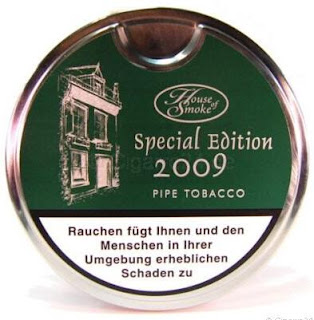 House
of
Smoke
Special Edition
2009
PIPE TOBACCO
Rauchen fügt Ihnen und den
Menschen in Ihrer
Umgebung erheblichen
Schaden zu